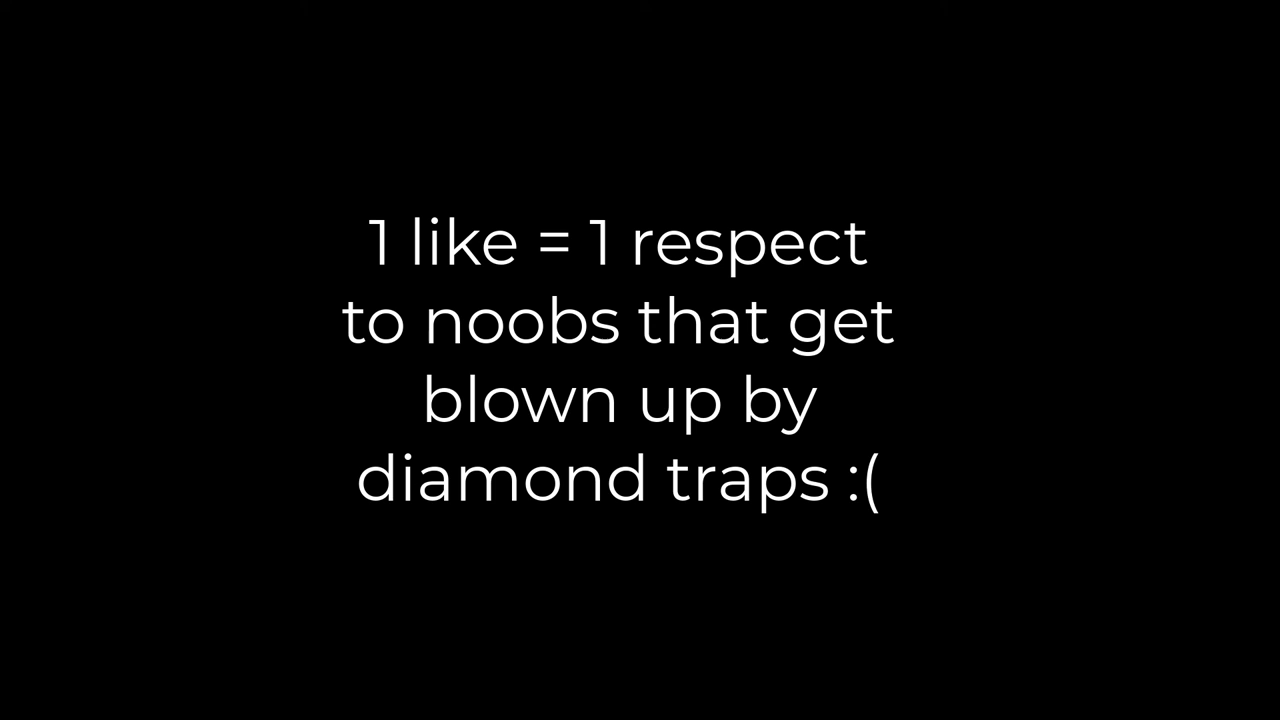 1 like = 1 respect
to noobs that get
blown up by
diamond traps :(